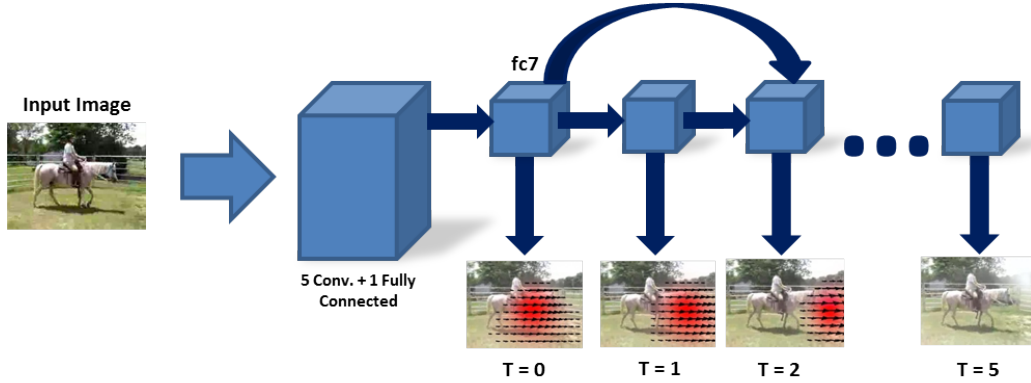 fc7
Input Image
5 Conv. + 1 Fully
Connected
T = 0
T = 1
T = 2
T = 5